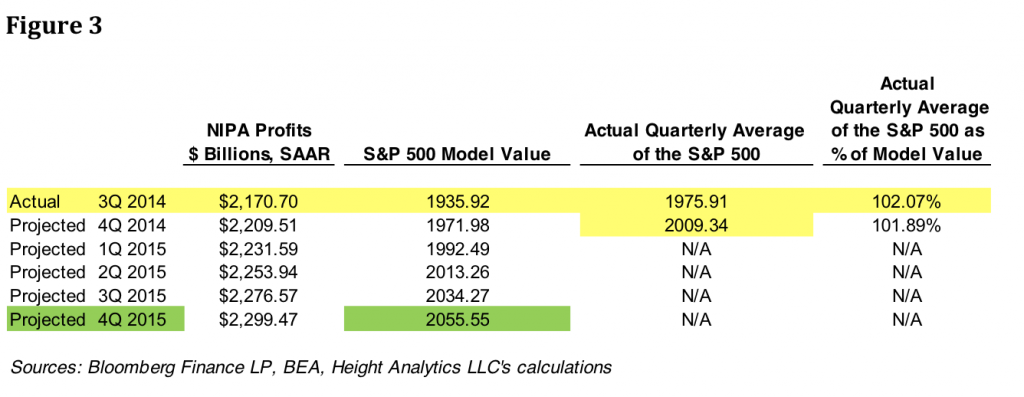 Figure 3
Actual
Quarterly Average
NIPA Profits Actual Quarterly Average of the S&P 500 as
$ Billions, SAAR S&P 500 Model Value of the S&P 500 % of Model Value
Actual 3Q 2014 $2,170.70 1935.92 1975.91 102.07%
Projected 4Q 2014 $2,209.51 1971.98 2009.34 101.89%
Projected 1Q 2015 $2,231.59 1992.49 N/A N/A
Projected 2Q 2015 $2,253.94 2013.26 N/A N/A
Projected 3Q 2015 $2,276.57 2034.27 N/A N/A
Projected 4Q 2015 $2,299.47 2055.55 N/A N/A
Sources: Bloomberg Finance LP, BEA, Height Analytics LLC's calculations